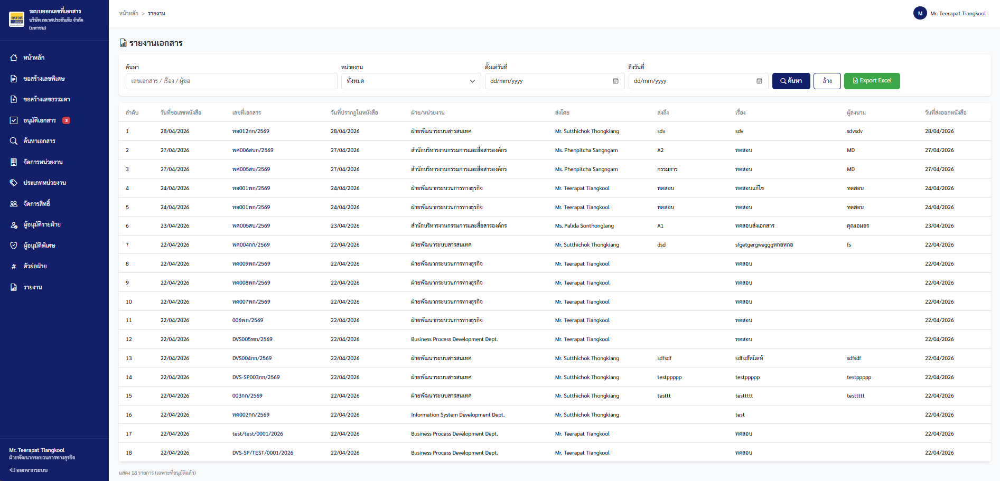 ระบบออกเลขที่เอกสาร
บริษัท เทเวศประกันภัย จำกัด
(มหาชน)
หน้าหลัก
ขอสร้างเลขพิเศษ
ขอสร้างเลขธรรมดา
อนุมัติเอกสาร 3
ค้นหาเอกสาร
จัดการหน่วยงาน
ประเภทหน่วยงาน
จัดการสิทธิ์
ผู้อนุมัติรายฝ่าย
ผู้อนุมัติพิเศษ
# ตัวย่อฝ่าย
รายงาน
Mr. Teerapat Tiangkool
ฝ่ายพัฒนากระบวนการทางธุรกิจ
ออกจากระบบ
หน้าหลัก > รายงาน
M Mr. Teerapat Tiangkool
รายงานเอกสาร
ค้นหา หน่วยงาน ตั้งแต่วันที่ ถึงวันที่
เลขเอกสาร / เรื่อง / ผู้ขอ ทั้งหมด dd/mm/yyyy dd/mm/yyyy ค้นหา ล้าง Export Excel
ลำดับ วันที่ขอเลขหนังสือ เลขที่เอกสาร วันที่ปรากฏในหนังสือ ฝ่าย/หน่วยงาน ส่งโดย ส่งถึง เรื่อง ผู้ลงนาม วันที่ส่งออกหนังสือ
1 28/04/2026 ทอ012กก/2569 28/04/2026 ฝ่ายพัฒนาระบบสารสนเทศ Mr. Sutthichok Thongkiang sdv sdv sdvsdv 28/04/2026
2 27/04/2026 พศ006สบก/2569 27/04/2026 สำนักบริหารงานกรรมการและสื่อสารองค์กร Ms. Phenpitcha Sangngam A2 ทดสอบ MD 27/04/2026
3 27/04/2026 พศ005สบ/2569 27/04/2026 สำนักบริหารงานกรรมการและสื่อสารองค์กร Ms. Phenpitcha Sangngam กรรมการ ทดสอบ MD 27/04/2026
4 24/04/2026 ทอ001พก/2569 24/04/2026 ฝ่ายพัฒนากระบวนการทางธุรกิจ Mr. Teerapat Tiangkool ทดสอบ ทดสอบแก้ไข ทดสอบ 24/04/2026
5 24/04/2026 ทอ001พก/2569 24/04/2026 ฝ่ายพัฒนากระบวนการทางธุรกิจ Mr. Teerapat Tiangkool ทดสอบ ทดสอบ ทดสอบ 24/04/2026
6 23/04/2026 พศ005สบ/2569 23/04/2026 สำนักบริหารงานกรรมการและสื่อสารองค์กร Ms. Palida Sonthonglang A1 ทดสอบส่งเอกสาร คุณเอมอร 23/04/2026
7 22/04/2026 พศ004กก/2569 22/04/2026 ฝ่ายพัฒนาระบบสารสนเทศ Mr. Sutthichok Thongkiang dsd sfgetgergwegggหกอหกอ fs 22/04/2026
8 22/04/2026 ทด009พก/2569 22/04/2026 ฝ่ายพัฒนากระบวนการทางธุรกิจ Mr. Teerapat Tiangkool ทดสอบ 22/04/2026
9 22/04/2026 ทด008พก/2569 22/04/2026 ฝ่ายพัฒนากระบวนการทางธุรกิจ Mr. Teerapat Tiangkool ทดสอบ 22/04/2026
10 22/04/2026 ทด007พก/2569 22/04/2026 ฝ่ายพัฒนากระบวนการทางธุรกิจ Mr. Teerapat Tiangkool ทดสอบ 22/04/2026
11 22/04/2026 006พก/2569 22/04/2026 ฝ่ายพัฒนากระบวนการทางธุรกิจ Mr. Teerapat Tiangkool ทดสอบ 22/04/2026
12 22/04/2026 DVS005พก/2569 22/04/2026 Business Process Development Dept. Mr. Teerapat Tiangkool ทดสอบ 22/04/2026
13 22/04/2026 DVS004กก/2569 22/04/2026 ฝ่ายพัฒนาระบบสารสนเทศ Mr. Sutthichok Thongkiang sdfsdf sdfsdf 22/04/2026
14 22/04/2026 DVS-SP003กก/2569 22/04/2026 ฝ่ายพัฒนาระบบสารสนเทศ Mr. Sutthichok Thongkiang testppppp testppppp testppppp 22/04/2026
15 22/04/2026 003กก/2569 22/04/2026 ฝ่ายพัฒนาระบบสารสนเทศ Mr. Sutthichok Thongkiang testtt testtttt testtttt 22/04/2026
16 22/04/2026 ทด002กก/2569 22/04/2026 Information System Development Dept. Mr. Sutthichok Thongkiang test 22/04/2026
17 22/04/2026 test/test/0001/2026 22/04/2026 Business Process Development Dept. Mr. Teerapat Tiangkool ทดสอบ 22/04/2026
18 22/04/2026 DVS-SP/TEST/0001/2026 22/04/2026 Business Process Development Dept. Mr. Teerapat Tiangkool ทดสอบ 22/04/2026
แสดง 18 รายการ (เฉพาะที่อนุมัติแล้ว)